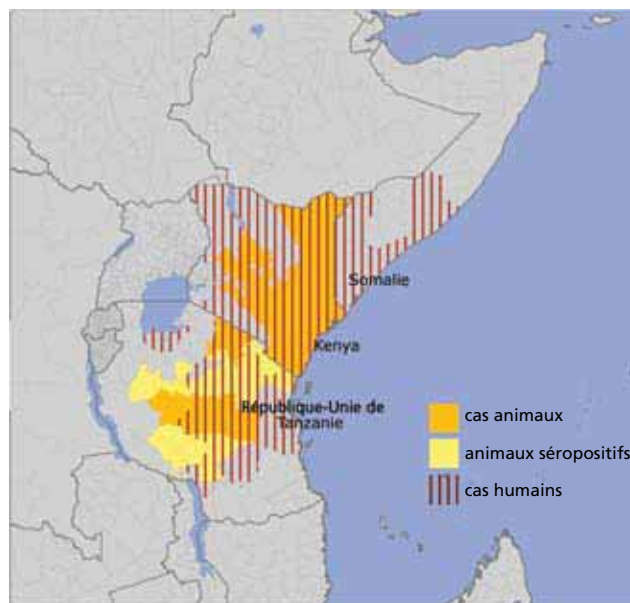 Somalie
Kenya
République-Unie de
Tanzanie
cas animaux
animaux séropositifs
cas humains